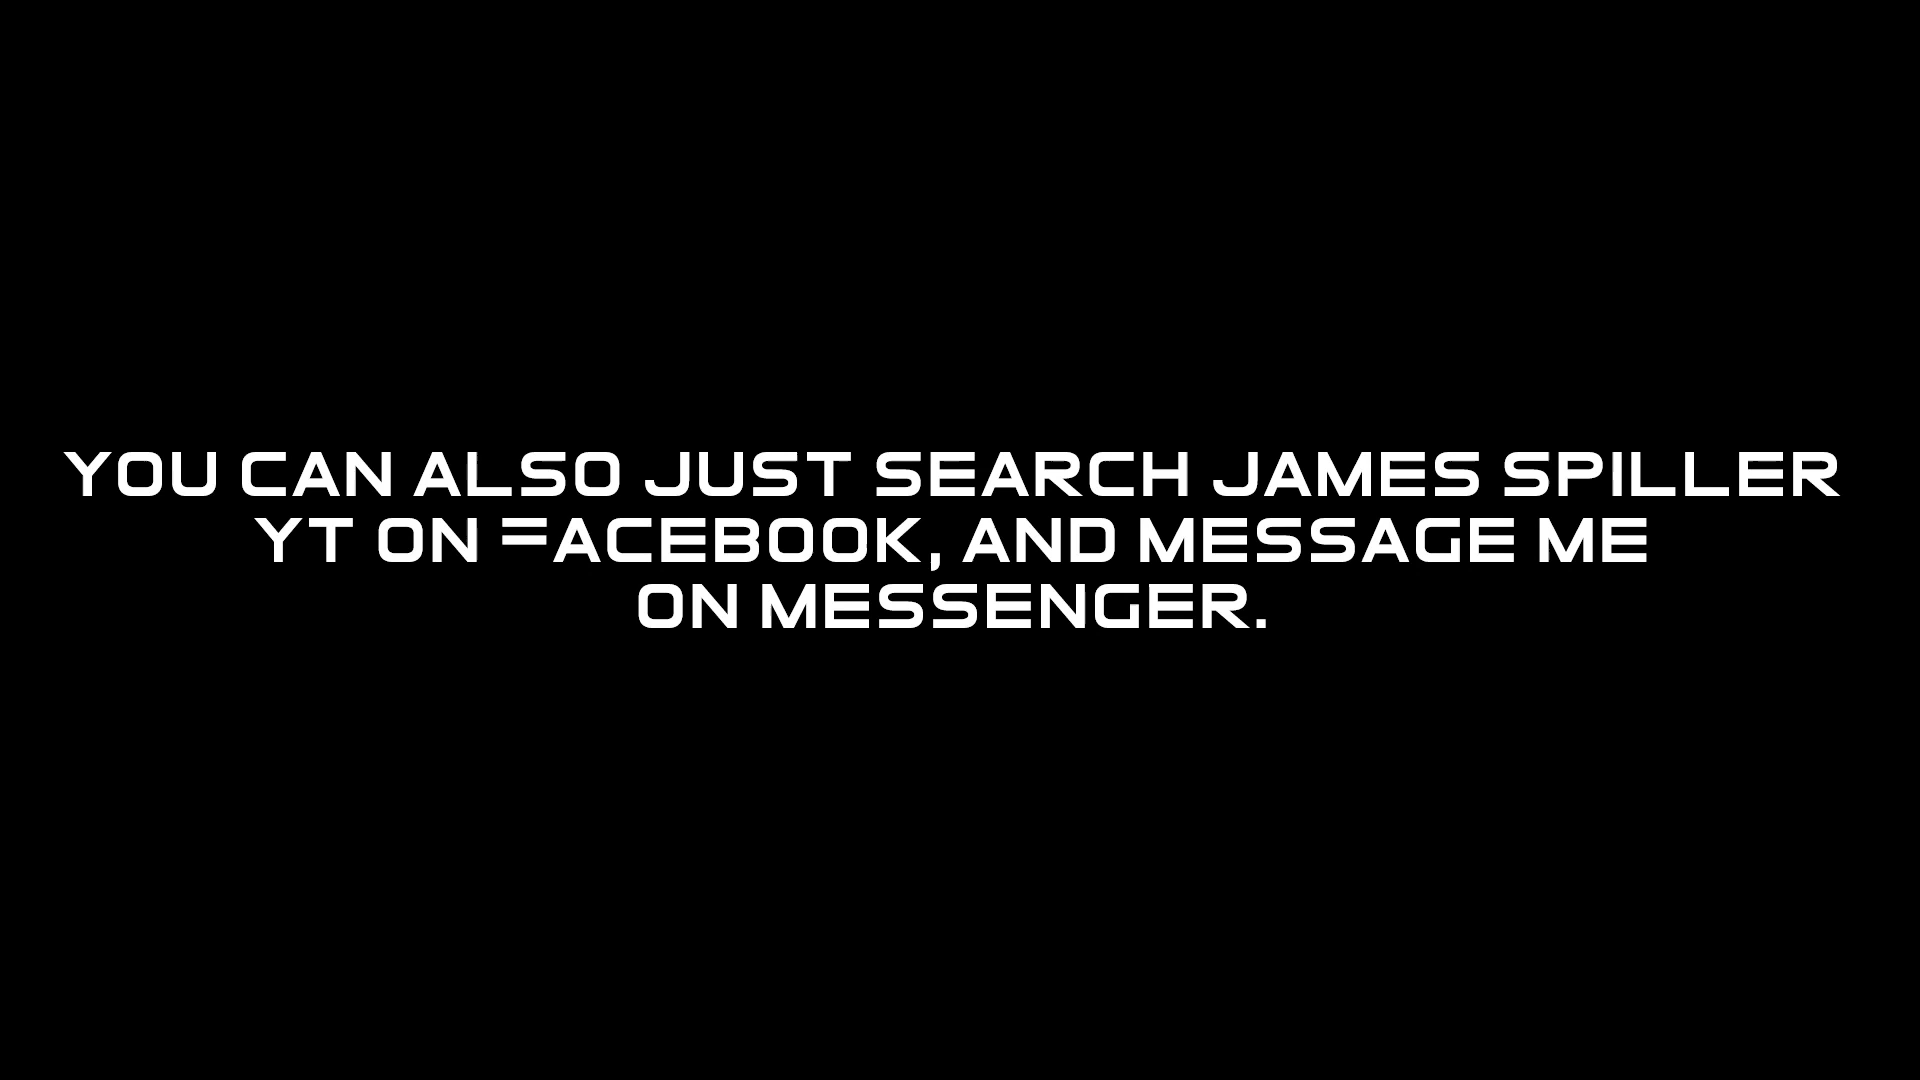 YOU CAN ALSO JUST SEARCH JAMES SPILLER
YT ON FACEBOOK, AND MESSAGE ME
ON MESSENGER.